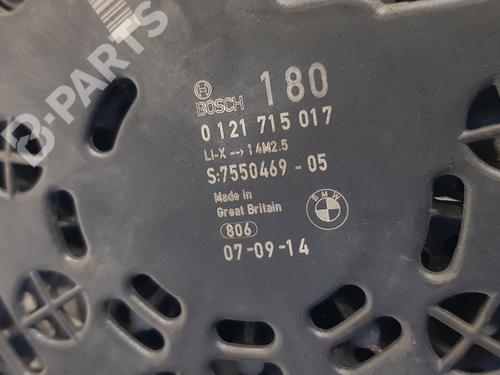 B-PARTS
BOSCH 180
0 121 715 017
LI-X --> 14M2.5
S:7550469 - 05
Made in
Great Britain
BMW
806
07-09-14